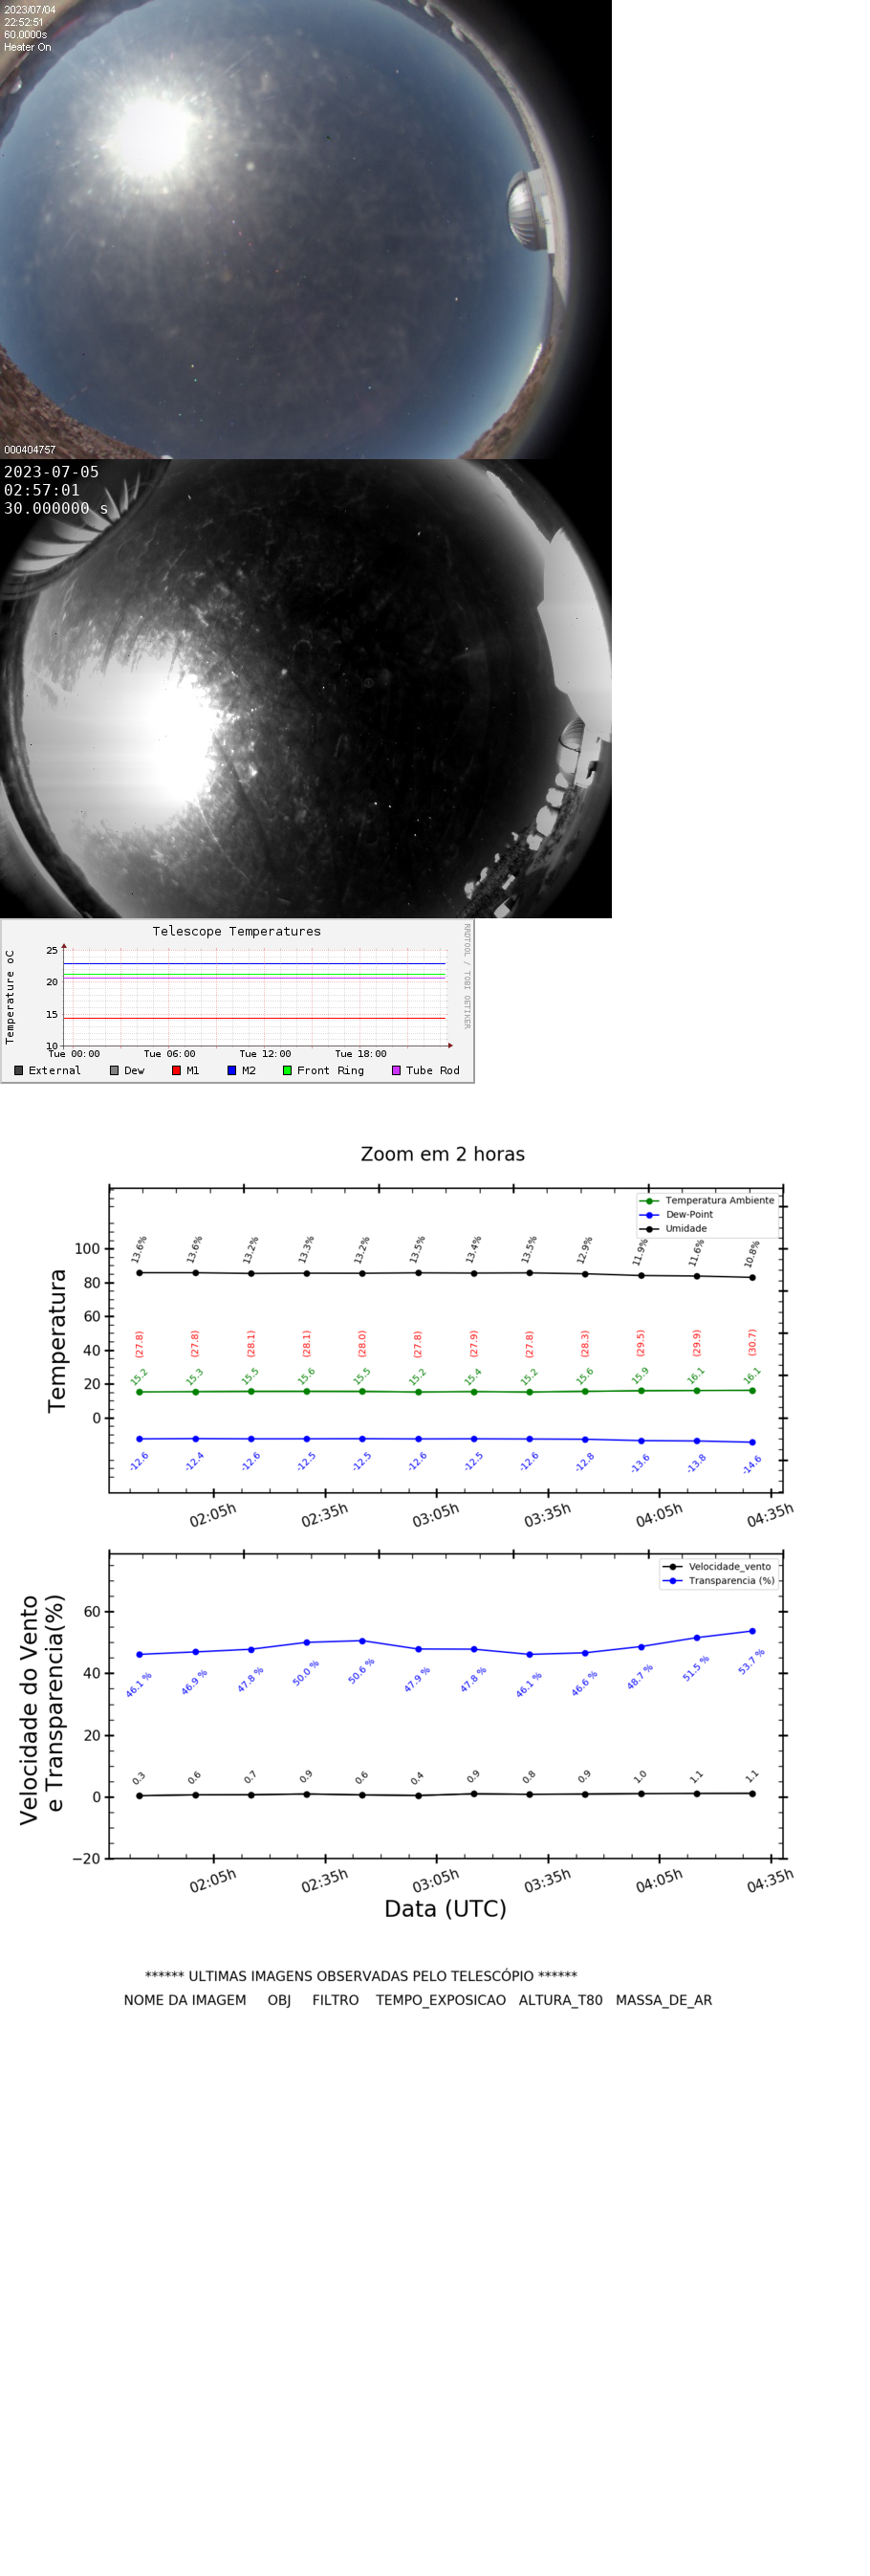 2023/07/04
22:52:51
60.0000s
Heater On
000404757
2023-07-05
02:57:01
30.000000 s
Telescope Temperatures
RRDTOOL / TOBI OETIKER
Temperature oC
25
20
15
10
Tue 00:00 Tue 06:00 Tue 12:00 Tue 18:00
External Dew M1 M2 Front Ring Tube Rod
Zoom em 2 horas
Temperatura
Temperatura Ambiente
Dew-Point
Umidade
100
80
60
40
20
0
13.6% 13.6% 13.2% 13.3% 13.2% 13.5% 13.4% 13.5% 12.9% 11.9% 11.6% 10.8%
(27.8) (27.8) (28.1) (28.1) (28.0) (27.8) (27.9) (27.8) (28.3) (29.5) (29.9) (30.7)
15.2 15.3 15.5 15.6 15.5 15.2 15.4 15.2 15.6 15.9 16.1 16.1
-12.6 -12.4 -12.6 -12.5 -12.5 -12.6 -12.5 -12.6 -12.8 -13.6 -13.8 -14.6
02:05h 02:35h 03:05h 03:35h 04:05h 04:35h
Velocidade do Vento
e Transparencia(%)
Velocidade_vento
Transparencia (%)
60
40
20
0
−20
46.1 % 46.9 % 47.8 % 50.0 % 50.6 % 47.9 % 47.8 % 46.1 % 46.6 % 48.7 % 51.5 % 53.7 %
0.3 0.6 0.7 0.9 0.6 0.4 0.9 0.8 0.9 1.0 1.1 1.1
02:05h 02:35h 03:05h 03:35h 04:05h 04:35h
Data (UTC)
****** ULTIMAS IMAGENS OBSERVADAS PELO TELESCÓPIO ******
NOME DA IMAGEM OBJ FILTRO TEMPO_EXPOSICAO ALTURA_T80 MASSA_DE_AR